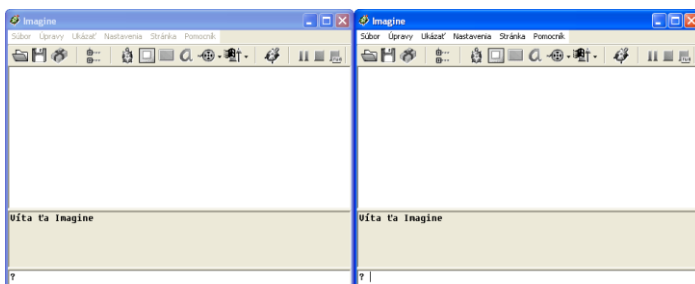 Imagine
Súbor Úpravy Ukázať Nastavenia Stránka Pomocník
Víta ťa Imagine
?
Imagine
Súbor Úpravy Ukázať Nastavenia Stránka Pomocník
Víta ťa Imagine
?